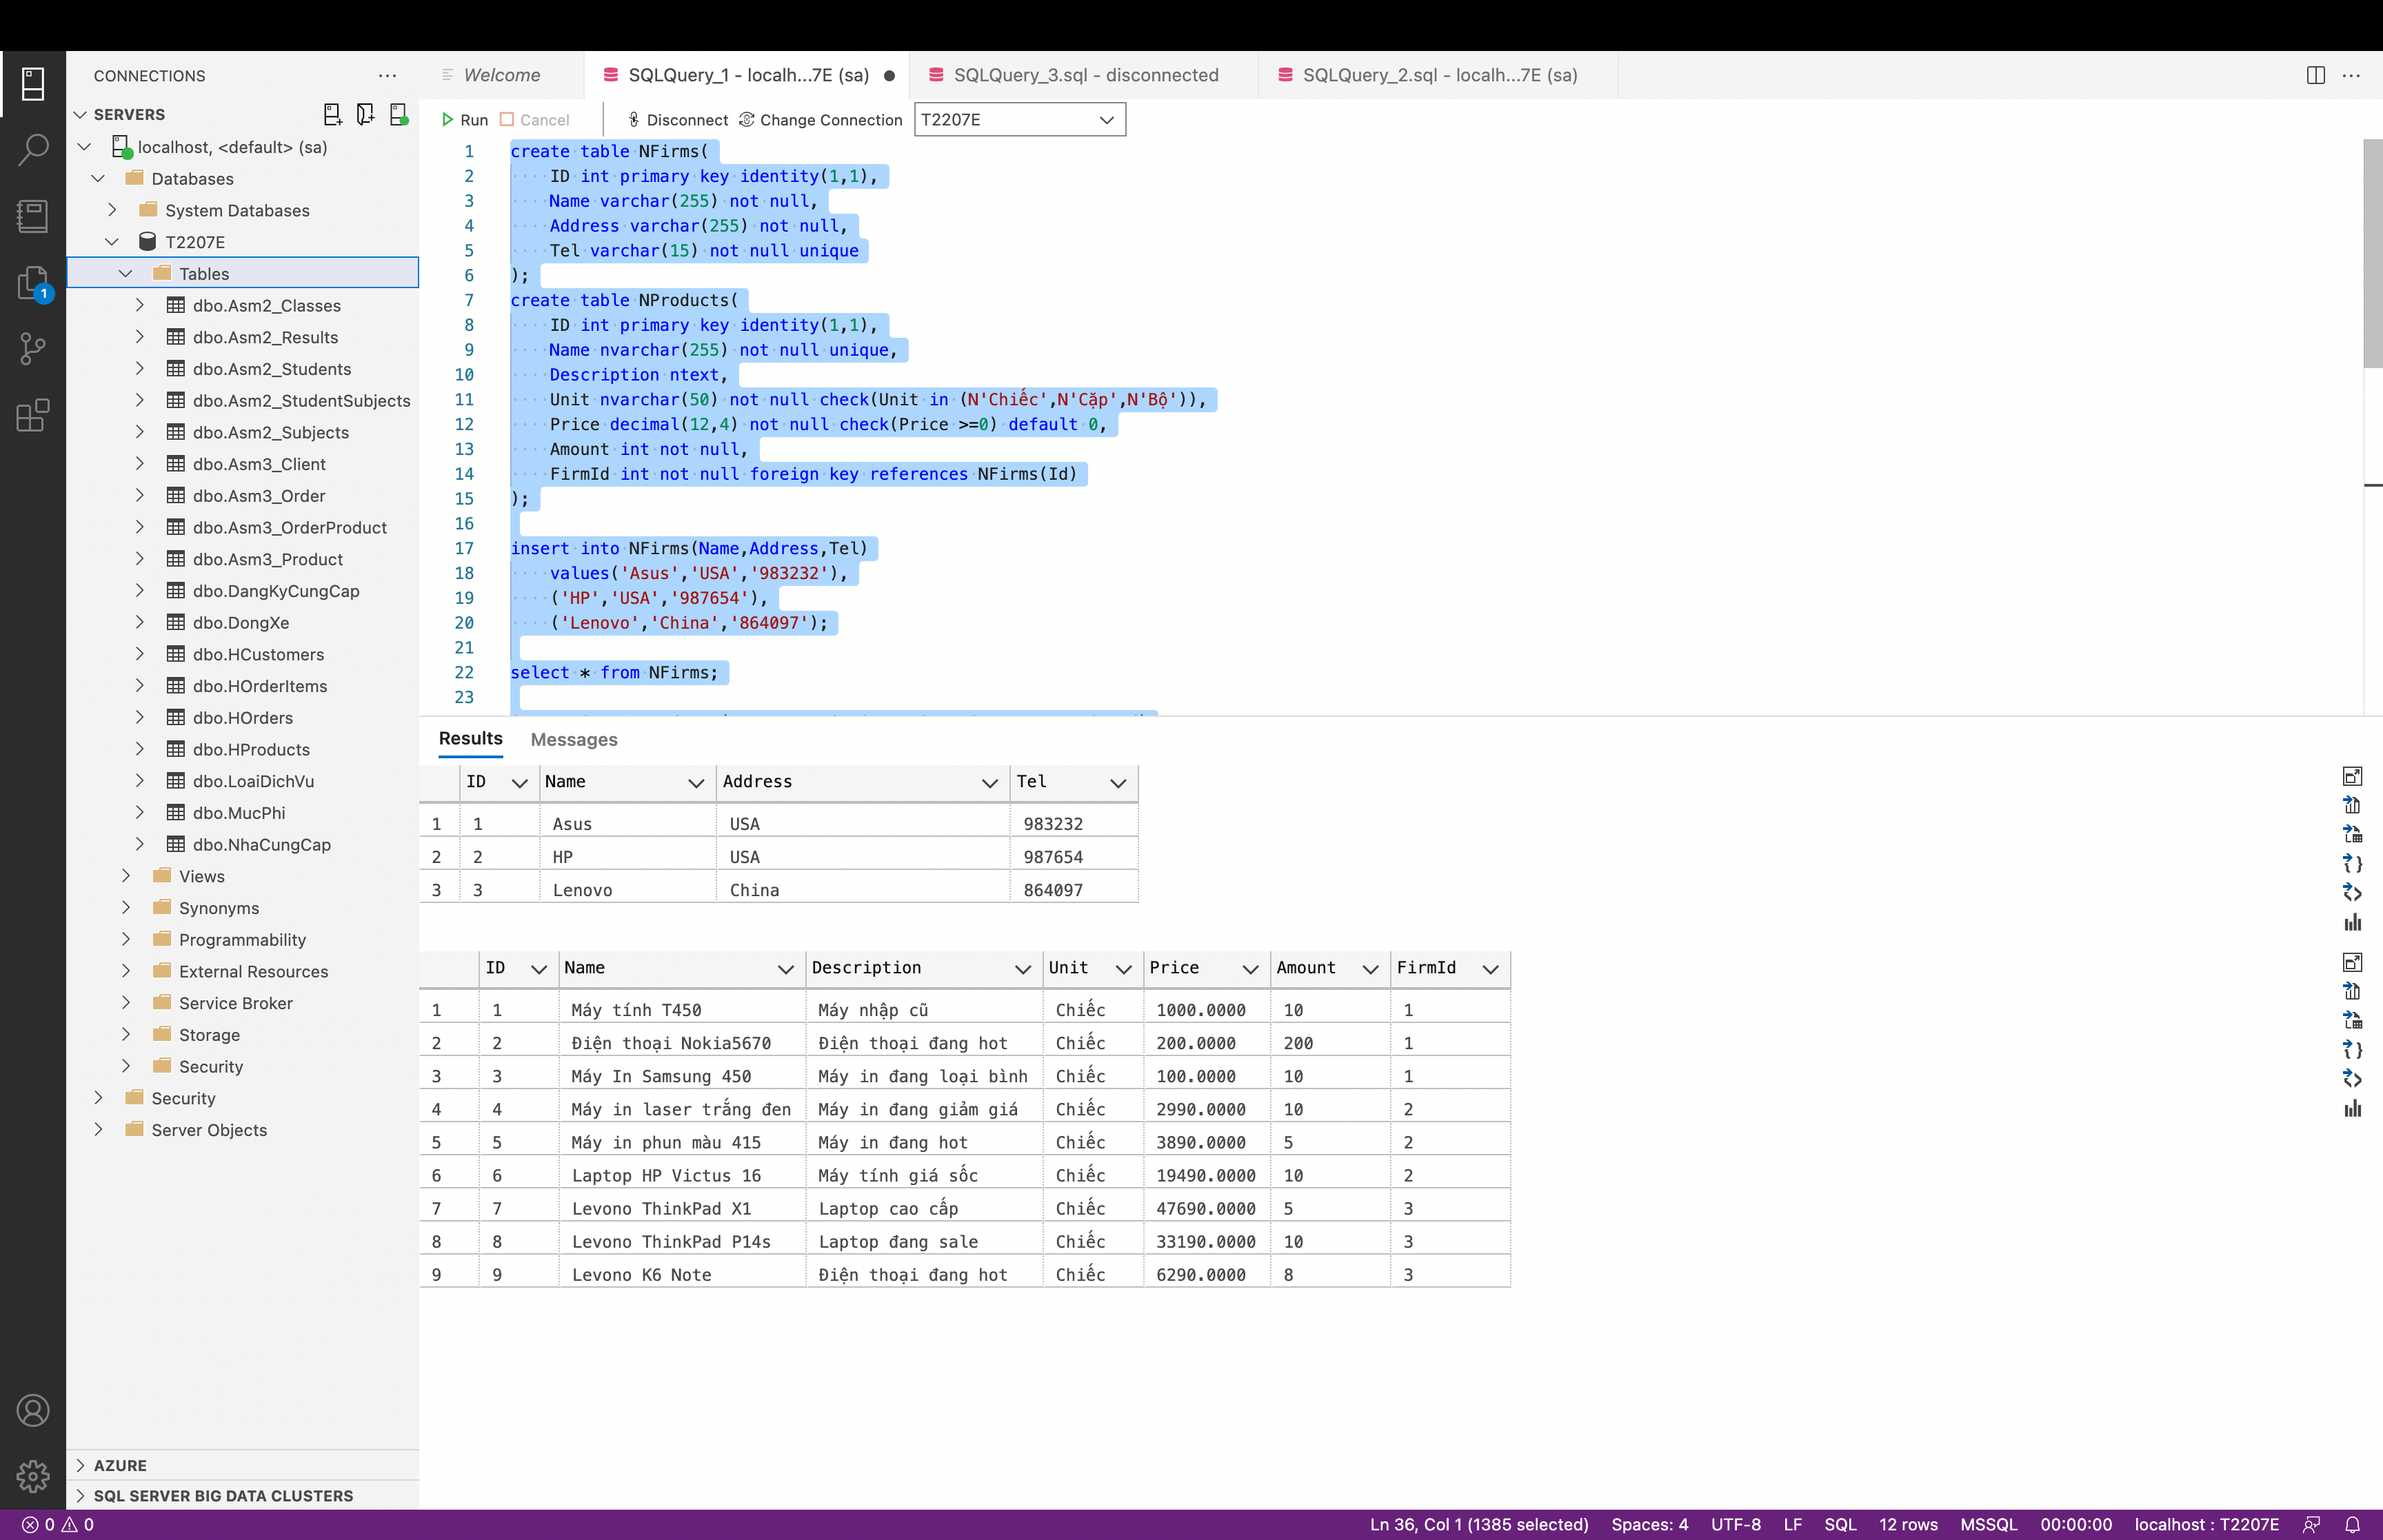 CONNECTIONS
SERVERS
localhost, <default> (sa)
Databases
System Databases
T2207E
Tables
dbo.Asm2_Classes
dbo.Asm2_Results
dbo.Asm2_Students
dbo.Asm2_StudentSubjects
dbo.Asm2_Subjects
dbo.Asm3_Client
dbo.Asm3_Order
dbo.Asm3_OrderProduct
dbo.Asm3_Product
dbo.DangKyCungCap
dbo.DongXe
dbo.HCustomers
dbo.HOrderItems
dbo.HOrders
dbo.HProducts
dbo.LoaiDichVu
dbo.MucPhi
dbo.NhaCungCap
Views
Synonyms
Programmability
External Resources
Service Broker
Storage
Security
Security
Server Objects
AZURE
SQL SERVER BIG DATA CLUSTERS
1
Welcome SQLQuery_1 - localh...7E (sa) SQLQuery_3.sql - disconnected SQLQuery_2.sql - localh...7E (sa)
Run Cancel Disconnect Change Connection T2207E
1 create table NFirms(
2 ID int primary key identity(1,1),
3 Name varchar(255) not null,
4 Address varchar(255) not null,
5 Tel varchar(15) not null unique
6 );
7 create table NProducts(
8 ID int primary key identity(1,1),
9 Name nvarchar(255) not null unique,
10 Description ntext,
11 Unit nvarchar(50) not null check(Unit in (N'Chiếc',N'Cặp',N'Bộ')),
12 Price decimal(12,4) not null check(Price >=0) default 0,
13 Amount int not null,
14 FirmId int not null foreign key references NFirms(Id)
15 );
16
17 insert into NFirms(Name,Address,Tel)
18 values('Asus','USA','983232'),
19 ('HP','USA','987654'),
20 ('Lenovo','China','864097');
21
22 select * from NFirms;
23
Results Messages
ID Name Address Tel
1 1 Asus USA 983232
2 2 HP USA 987654
3 3 Lenovo China 864097
ID Name Description Unit Price Amount FirmId
1 1 Máy tính T450 Máy nhập cũ Chiếc 1000.0000 10 1
2 2 Điện thoại Nokia5670 Điện thoại đang hot Chiếc 200.0000 200 1
3 3 Máy In Samsung 450 Máy in đang loại bình Chiếc 100.0000 10 1
4 4 Máy in laser trắng đen Máy in đang giảm giá Chiếc 2990.0000 10 2
5 5 Máy in phun màu 415 Máy in đang hot Chiếc 3890.0000 5 2
6 6 Laptop HP Victus 16 Máy tính giá sốc Chiếc 19490.0000 10 2
7 7 Levono ThinkPad X1 Laptop cao cấp Chiếc 47690.0000 5 3
8 8 Levono ThinkPad P14s Laptop đang sale Chiếc 33190.0000 10 3
9 9 Levono K6 Note Điện thoại đang hot Chiếc 6290.0000 8 3
0 0 Ln 36, Col 1 (1385 selected) Spaces: 4 UTF-8 LF SQL 12 rows MSSQL 00:00:00 localhost : T2207E